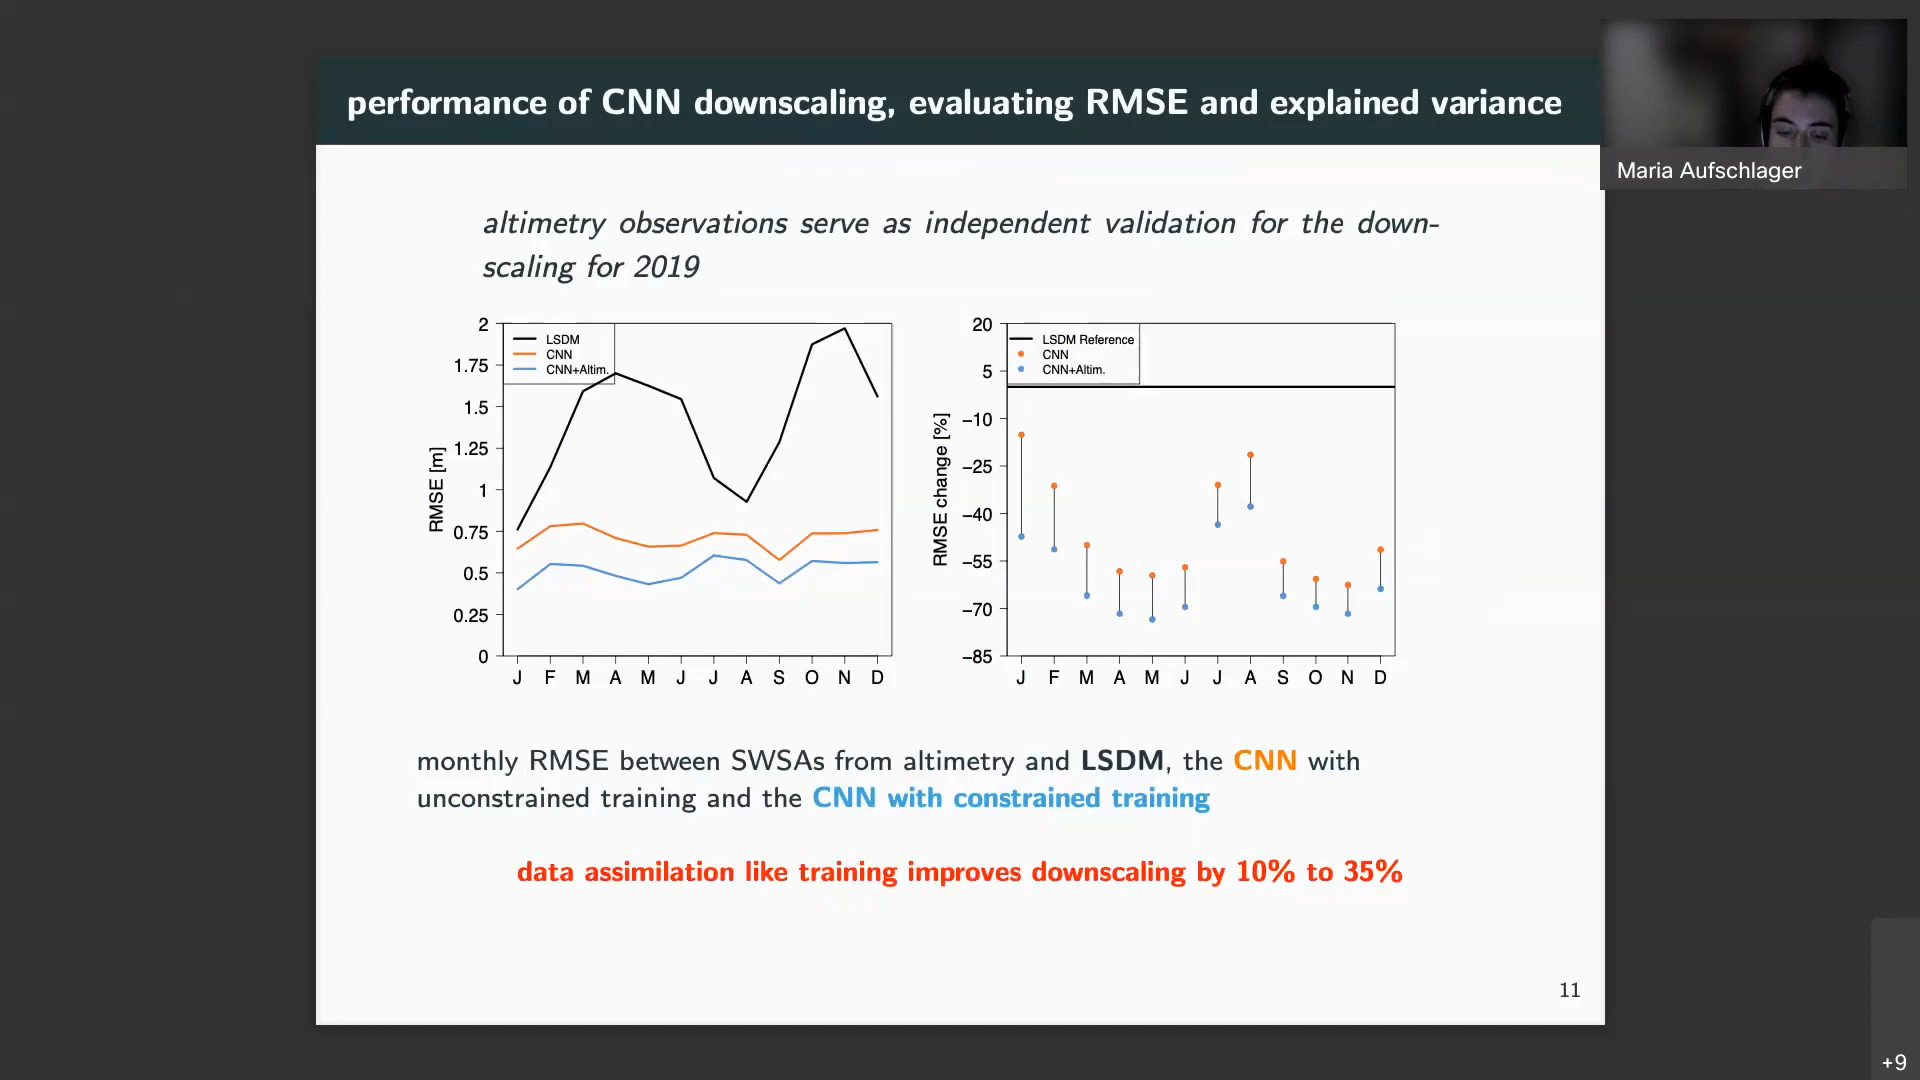 performance of CNN downscaling, evaluating RMSE and explained variance
Maria Aufschlager
altimetry observations serve as independent validation for the down-
scaling for 2019
2
1.75
1.5
1.25
1
0.75
0.5
0.25
0
RMSE [m]
LSDM
CNN
CNN+Altim.
J F M A M J J A S O N D
20
5
−10
−25
−40
−55
−70
−85
RMSE change [%]
LSDM Reference
CNN
CNN+Altim.
J F M A M J J A S O N D
monthly RMSE between SWSAs from altimetry and LSDM, the CNN with
unconstrained training and the CNN with constrained training
data assimilation like training improves downscaling by 10% to 35%
11
+9